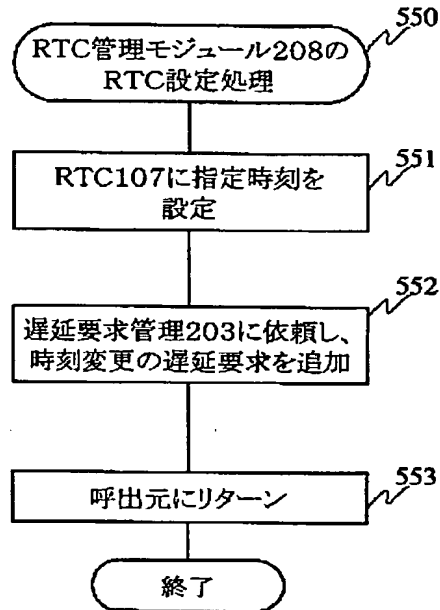 550
RTC管理モジュール208の
RTC設定処理
551
RTC107に指定時刻を
設定
552
遅延要求管理203に依頼し、
時刻変更の遅延要求を追加
553
呼出元にリターン
終了